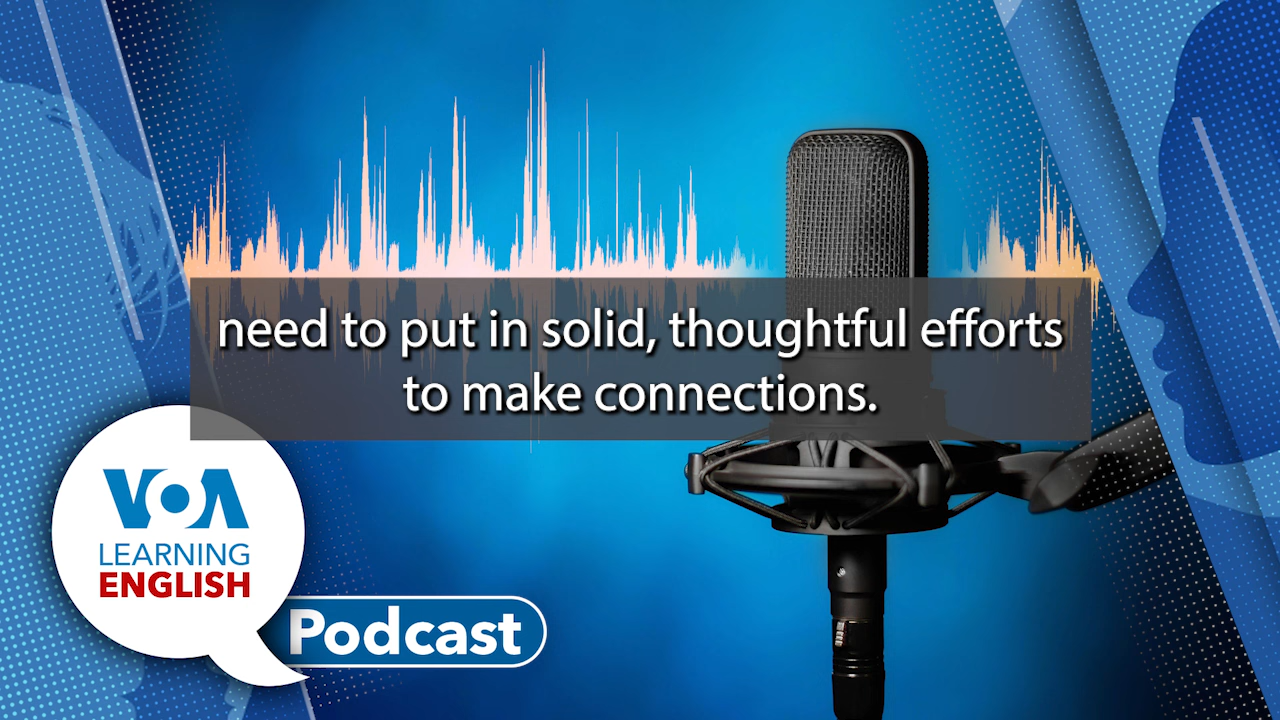 need to put in solid, thoughtful efforts
to make connections.
VOA
LEARNING
ENGLISH
Podcast